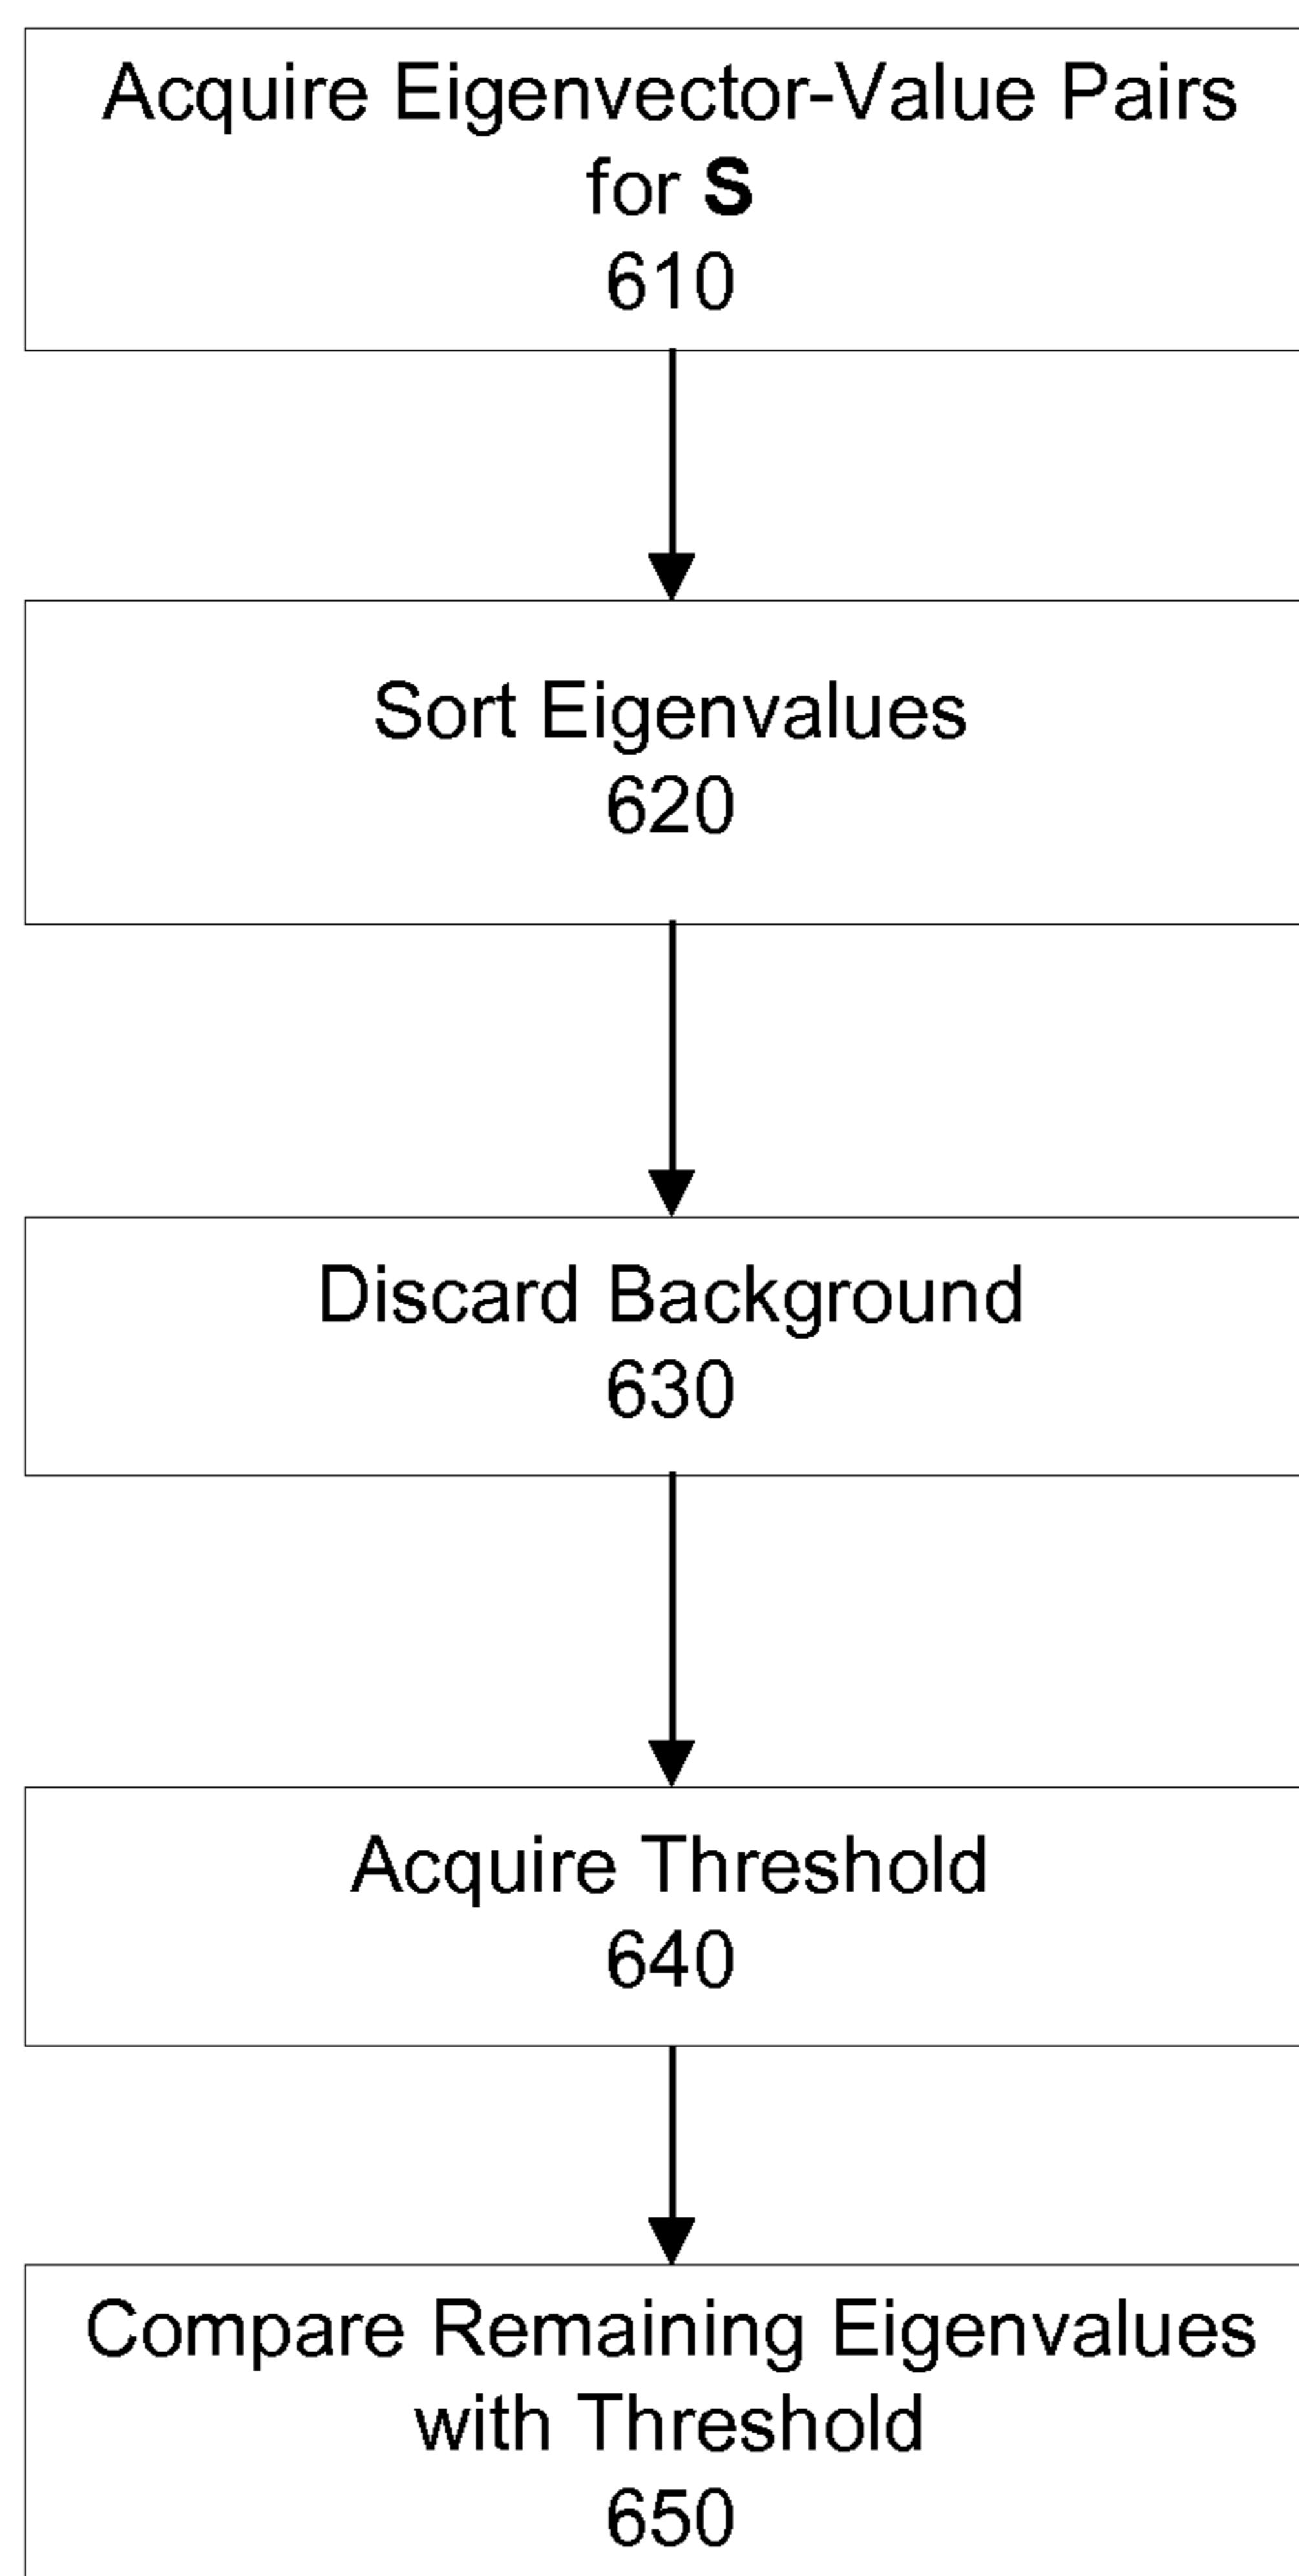 Acquire Eigenvector-Value Pairs
for S
610
Sort Eigenvalues
620
Discard Background
630
Acquire Threshold
640
Compare Remaining Eigenvalues
with Threshold
650